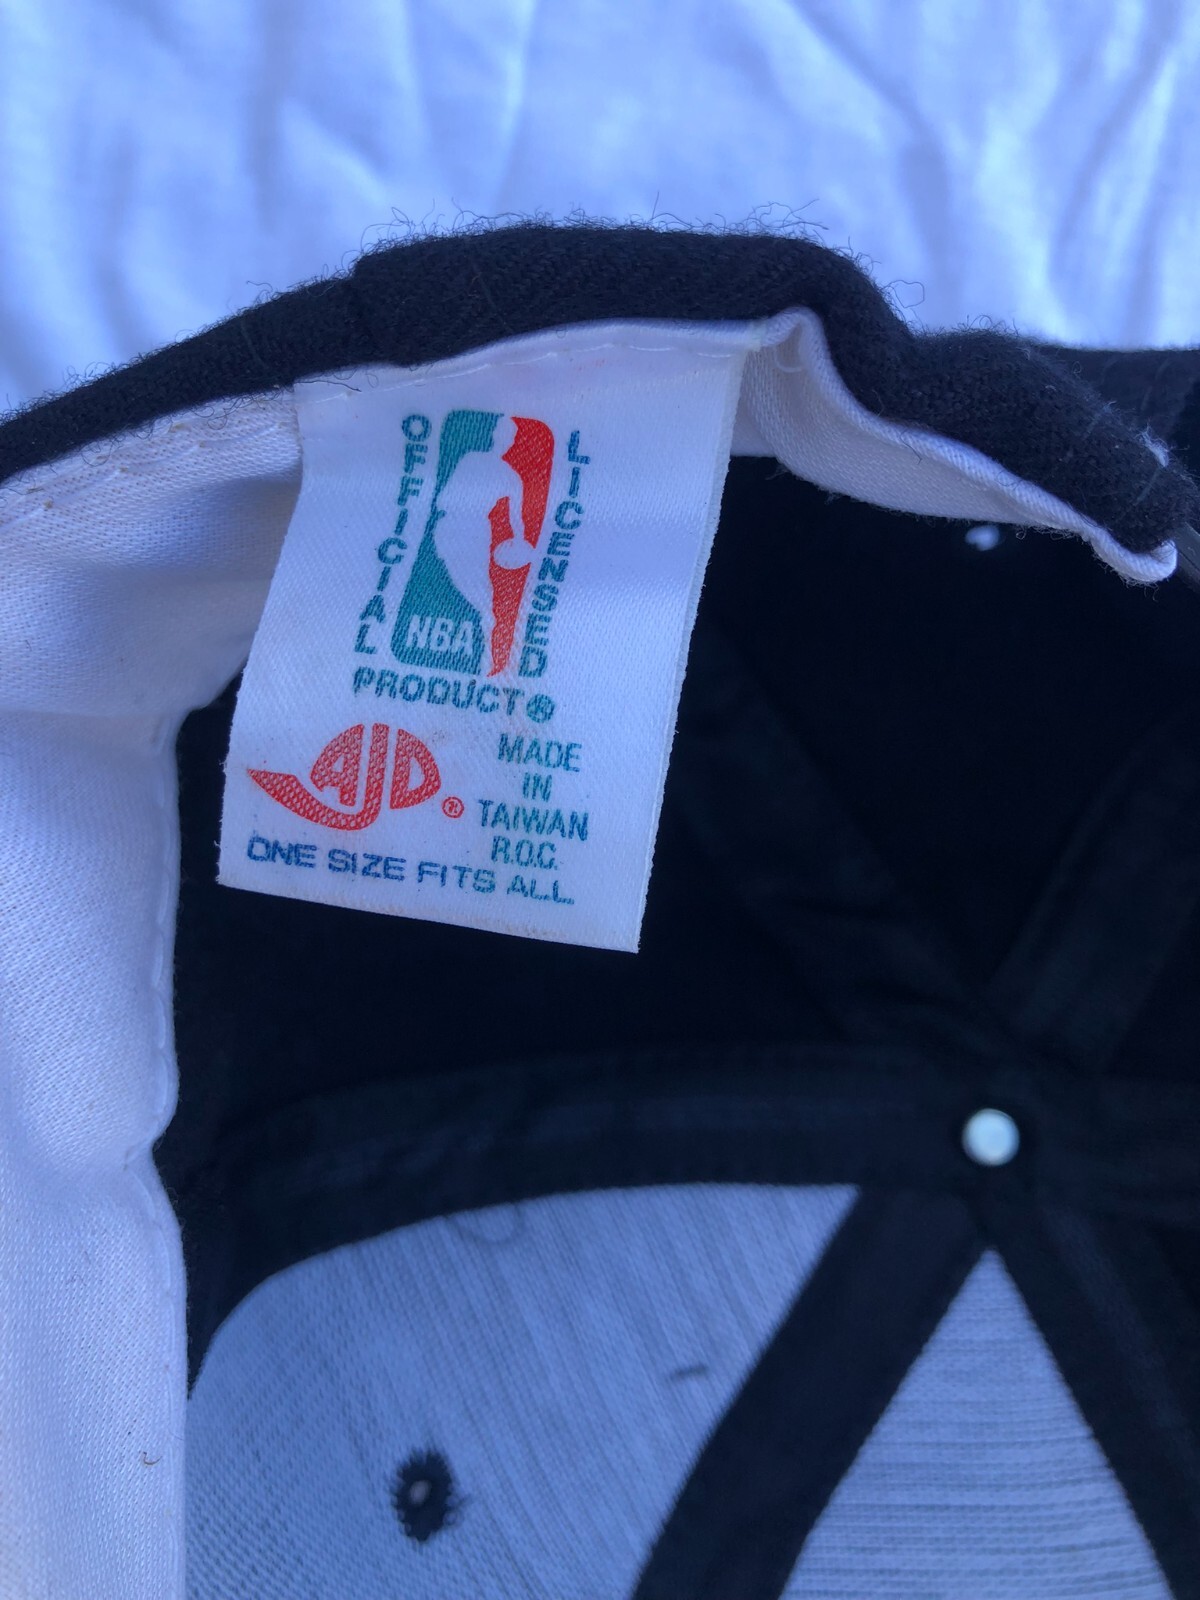 OFFICIAL
LICENSED
NBA
PRODUCT®
AJD®
MADE
IN
TAIWAN
R.O.C.
ONE SIZE FITS ALL